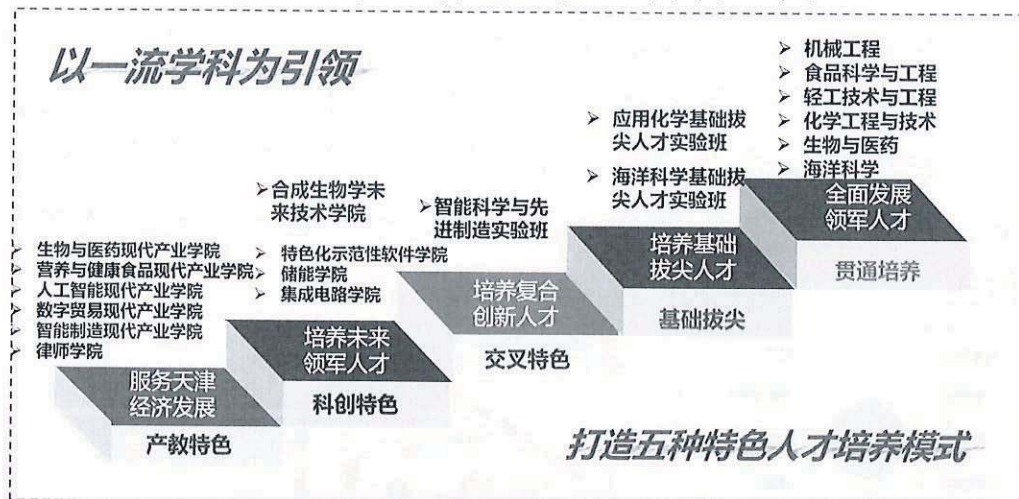 以一流学科为引领
➢ 机械工程
➢ 食品科学与工程
➢ 轻工技术与工程
➢ 化学工程与技术
➢ 生物与医药
➢ 海洋科学
全面发展
领军人才
贯通培养
➢ 应用化学基础拔
尖人才实验班
➢ 海洋科学基础拔
尖人才实验班
培养基础
拔尖人才
基础拔尖
➢智能科学与先
进制造实验班
培养复合
创新人才
交叉特色
➢合成生物学未
来技术学院
➢ 特色化示范性软件学院
➢ 储能学院
➢ 集成电路学院
培养未来
领军人才
科创特色
➢ 生物与医药现代产业学院
➢ 营养与健康食品现代产业学院
➢ 人工智能现代产业学院
➢ 数字贸易现代产业学院
➢ 智能制造现代产业学院
➢ 律师学院
服务天津
经济发展
产教特色
打造五种特色人才培养模式